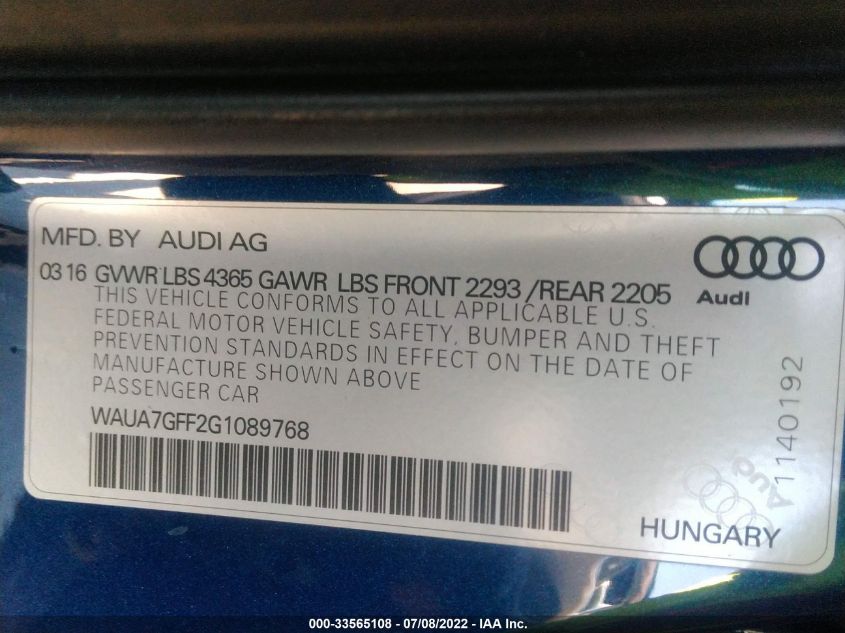 MFD. BY AUDI AG
03 16 GVWR LBS 4365 GAWR LBS FRONT 2293 /REAR 2205
THIS VEHICLE CONFORMS TO ALL APPLICABLE U.S.
FEDERAL MOTOR VEHICLE SAFETY, BUMPER AND THEFT
PREVENTION STANDARDS IN EFFECT ON THE DATE OF
MANUFACTURE SHOWN ABOVE
PASSENGER CAR
WAUA7GFF2G1089768
Audi
A1140192
Audi
HUNGARY
000-33565108 - 07/08/2022 - IAA Inc.